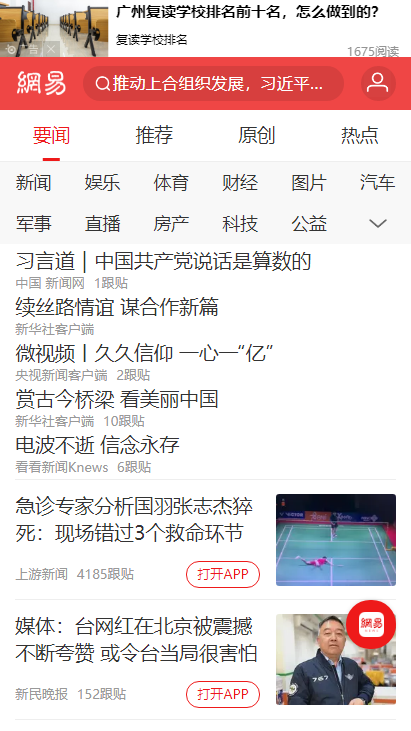 广州复读学校排名前十名，怎么做到的？
复读学校排名
广告
1675阅读
網易
推动上合组织发展，习近平...
要闻 推荐 原创 热点
新闻 娱乐 体育 财经 图片 汽车
军事 直播 房产 科技 公益
习言道｜中国共产党说话是算数的
中国 新闻网 1跟贴
续丝路情谊 谋合作新篇
新华社客户端
微视频丨久久信仰 一心一“亿”
央视新闻客户端 2跟贴
赏古今桥梁 看美丽中国
新华社客户端 10跟贴
电波不逝 信念永存
看看新闻Knews 6跟贴
急诊专家分析国羽张志杰猝
死：现场错过3个救命环节
上游新闻 4185跟贴
打开APP
媒体：台网红在北京被震撼
不断夸赞 或令台当局很害怕
新民晚报 152跟贴
打开APP
網易
767